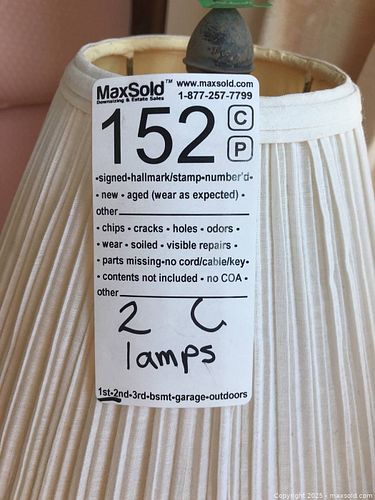 MaxSold™ www.maxsold.com
Downsizing & Estate Sales 1-877-257-7799
152 C
P
•signed•hallmark/stamp•number'd•
• new • aged (wear as expected) •
other
• chips • cracks • holes • odors •
• wear • soiled • visible repairs •
• parts missing•no cord/cable/key•
• contents not included • no COA •
other
2
lamps
1st•2nd•3rd•bsmt•garage•outdoors
Copyright 2025 - maxsold.com